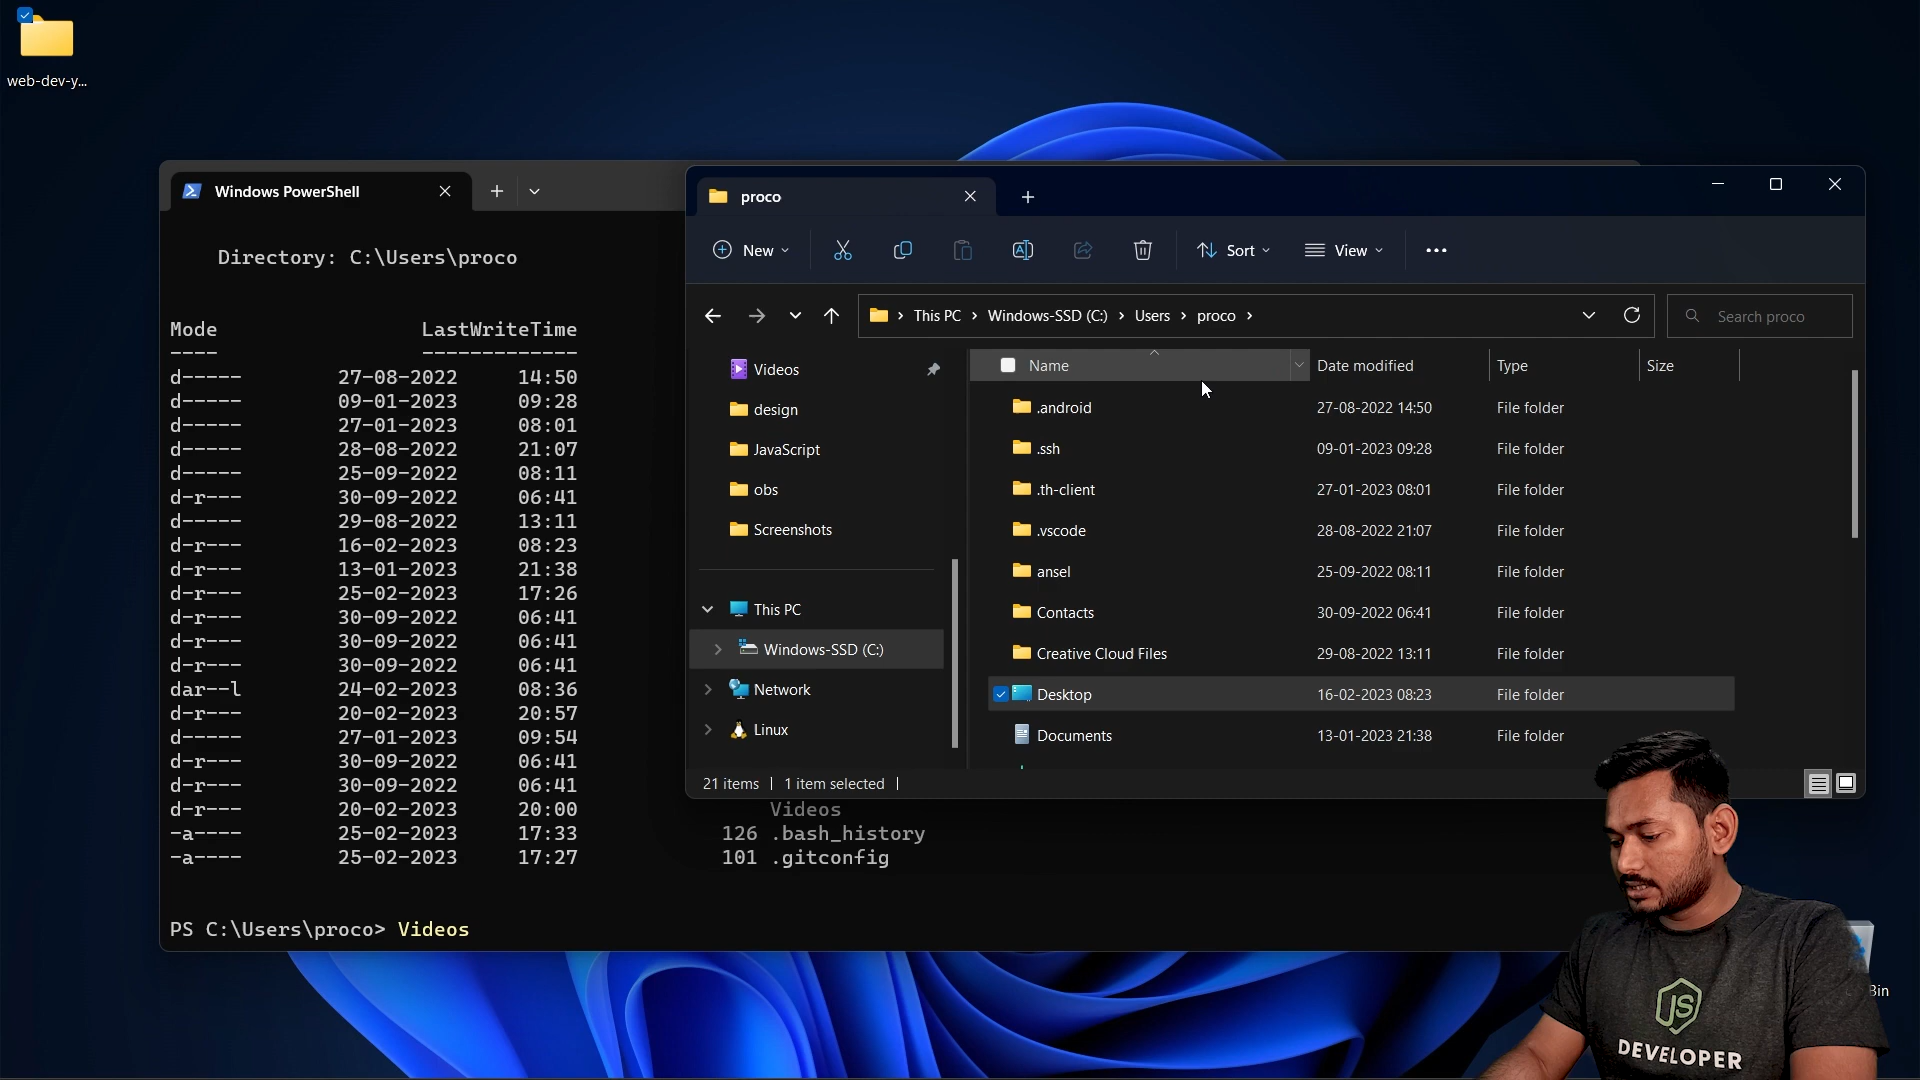 web-dev-y...
Windows PowerShell
Directory: C:\Users\proco
Mode LastWriteTime
---- -------------
d----- 27-08-2022 14:50
d----- 09-01-2023 09:28
d----- 27-01-2023 08:01
d----- 28-08-2022 21:07
d----- 25-09-2022 08:11
d-r--- 30-09-2022 06:41
d----- 29-08-2022 13:11
d-r--- 16-02-2023 08:23
d-r--- 13-01-2023 21:38
d-r--- 25-02-2023 17:26
d-r--- 30-09-2022 06:41
d-r--- 30-09-2022 06:41
d-r--- 30-09-2022 06:41
dar--l 24-02-2023 08:36
d-r--- 20-02-2023 20:57
d----- 27-01-2023 09:54
d-r--- 30-09-2022 06:41
d-r--- 30-09-2022 06:41
d-r--- 20-02-2023 20:00 Videos
-a---- 25-02-2023 17:33 126 .bash_history
-a---- 25-02-2023 17:27 101 .gitconfig
PS C:\Users\proco> Videos
proco
New Sort View
This PC > Windows-SSD (C:) > Users > proco >
Search proco
Videos
design
JavaScript
obs
Screenshots
This PC
Windows-SSD (C:)
Network
Linux
Name Date modified Type Size
.android 27-08-2022 14:50 File folder
.ssh 09-01-2023 09:28 File folder
.th-client 27-01-2023 08:01 File folder
.vscode 28-08-2022 21:07 File folder
ansel 25-09-2022 08:11 File folder
Contacts 30-09-2022 06:41 File folder
Creative Cloud Files 29-08-2022 13:11 File folder
Desktop 16-02-2023 08:23 File folder
Documents 13-01-2023 21:38 File folder
21 items | 1 item selected |
Bin
JS
DEVELOPER